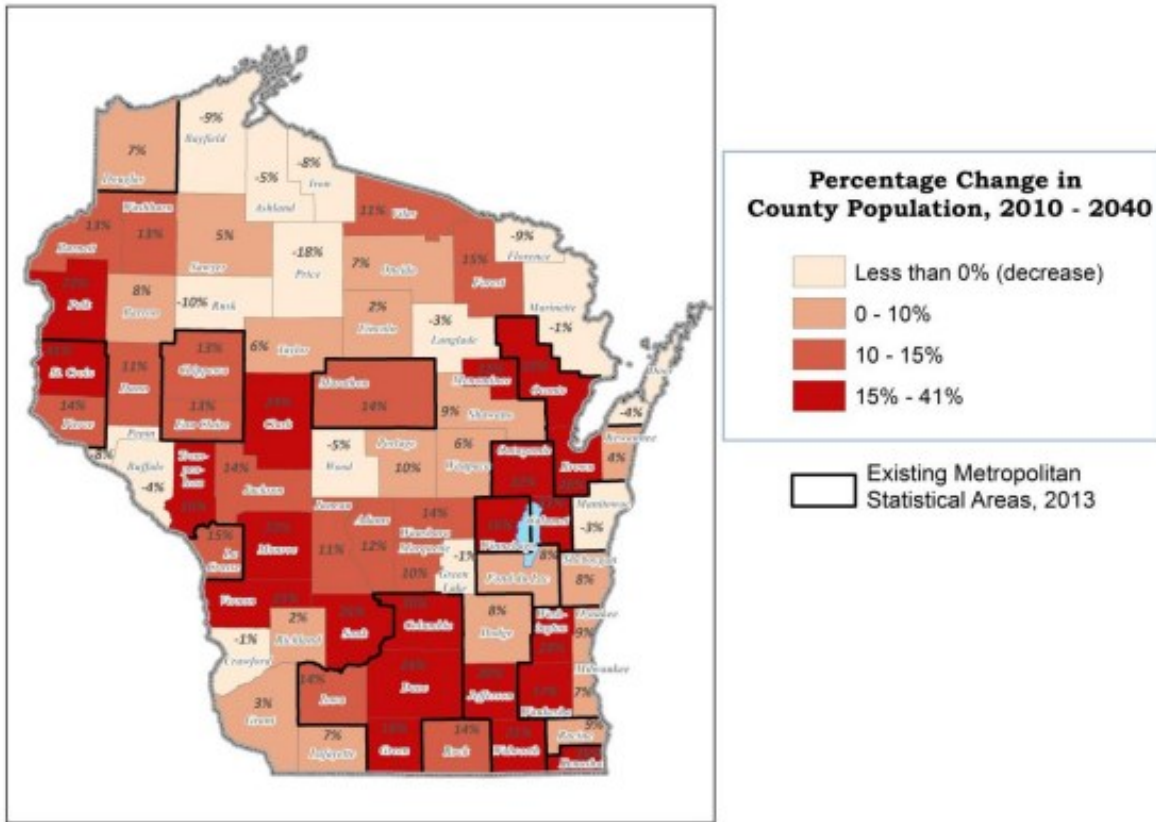 Percentage Change in
County Population, 2010 - 2040
Less than 0% (decrease)
0 - 10%
10 - 15%
15% - 41%
Existing Metropolitan
Statistical Areas, 2013
-9%
Bayfield
7%
Douglas
-8%
Iron
-5%
Ashland
Washburn
13%
13%
Burnett
5%
Sawyer
-18%
Price
11%
Vilas
7%
Oneida
-9%
Florence
15%
Forest
Polk
8%
Barron
-10%
Rusk
2%
Lincoln
-3%
Langlade
Marinette
-1%
6%
Taylor
St. Croix
11%
Dunn
13%
Chippewa
13%
Eau Claire
Clark
Marathon
14%
Menominee
Oconto
9%
Shawano
Door
-4%
14%
Pierce
Pepin
-8%
Buffalo
-4%
Tremp-
14%
Jackson
-5%
Wood
Portage
10%
6%
Waupaca
Outagamie
Brown
Kewaunee
4%
15%
La
Crosse
Monroe
Juneau
11%
Adams
12%
14%
Waushara
Marquette
10%
-1%
Green
Lake
Winnebago
Calumet
Manitowoc
-3%
8%
Fond du Lac
Sheboygan
8%
Vernon
2%
Richland
Sauk
Columbia
8%
Dodge
Wash-
ington
Ozaukee
9%
-1%
Crawford
14%
Iowa
Dane
Jefferson
Waukesha
Milwaukee
7%
3%
Grant
7%
Lafayette
Green
14%
Rock
Walworth
9%
Racine
Kenosha